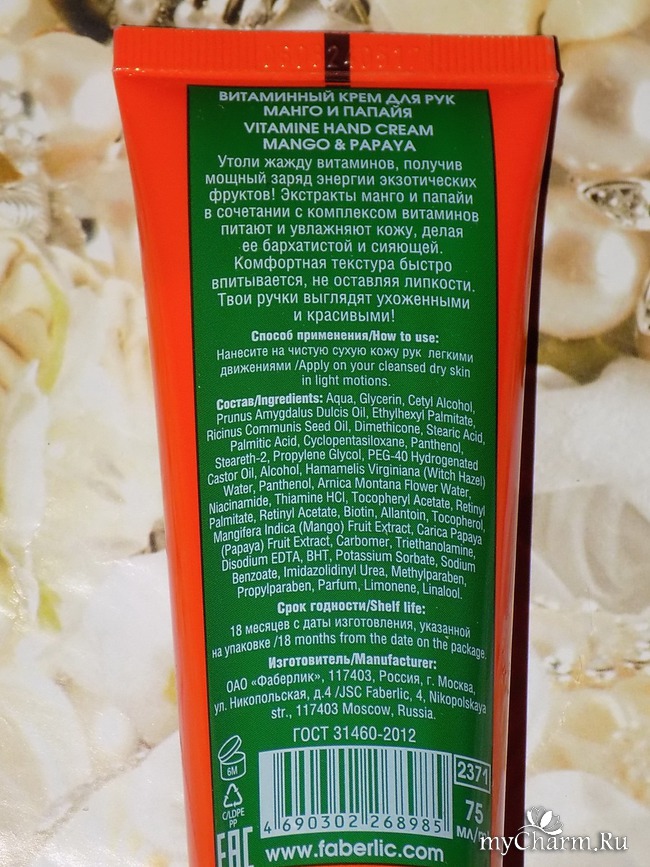 ВИТАМИННЫЙ КРЕМ ДЛЯ РУК
МАНГО И ПАПАЙЯ
VITAMINE HAND CREAM
MANGO & PAPAYA
Утоли жажду витаминов, получив
мощный заряд энергии экзотических
фруктов! Экстракты манго и папайи
в сочетании с комплексом витаминов
питают и увлажняют кожу, делая
ее бархатистой и сияющей.
Комфортная текстура быстро
впитывается, не оставляя липкости.
Твои ручки выглядят ухоженными
и красивыми!
Способ применения/How to use:
Нанесите на чистую сухую кожу рук легкими
движениями /Apply on your cleansed dry skin
in light motions.
Состав/Ingredients: Aqua, Glycerin, Cetyl Alcohol,
Prunus Amygdalus Dulcis Oil, Ethylhexyl Palmitate,
Ricinus Communis Seed Oil, Dimethicone, Stearic Acid,
Palmitic Acid, Cyclopentasiloxane, Panthenol,
Steareth-2, Propylene Glycol, PEG-40 Hydrogenated
Castor Oil, Alcohol, Hamamelis Virginiana (Witch Hazel)
Water, Panthenol, Arnica Montana Flower Water,
Niacinamide, Thiamine HCl, Tocopheryl Acetate, Retinyl
Palmitate, Retinyl Acetate, Biotin, Allantoin, Tocopherol,
Mangifera Indica (Mango) Fruit Extract, Carica Papaya
(Papaya) Fruit Extract, Carbomer, Triethanolamine,
Disodium EDTA, BHT, Potassium Sorbate, Sodium
Benzoate, Imidazolidinyl Urea, Methylparaben,
Propylparaben, Parfum, Limonene, Linalool.
Срок годности/Shelf life:
18 месяцев с даты изготовления, указанной
на упаковке /18 months from the date on the package.
Изготовитель/Manufacturer:
ОАО «Фаберлик», 117403, Россия, г. Москва,
ул. Никопольская, д.4 /JSC Faberlic, 4, Nikopolskaya
str., 117403 Moscow, Russia.
ГОСТ 31460-2012
6M
C/LDPE
PP
2371
75
МЛ/
4 690302 268985
EAC
www.faberlic.com
myCharm.Ru